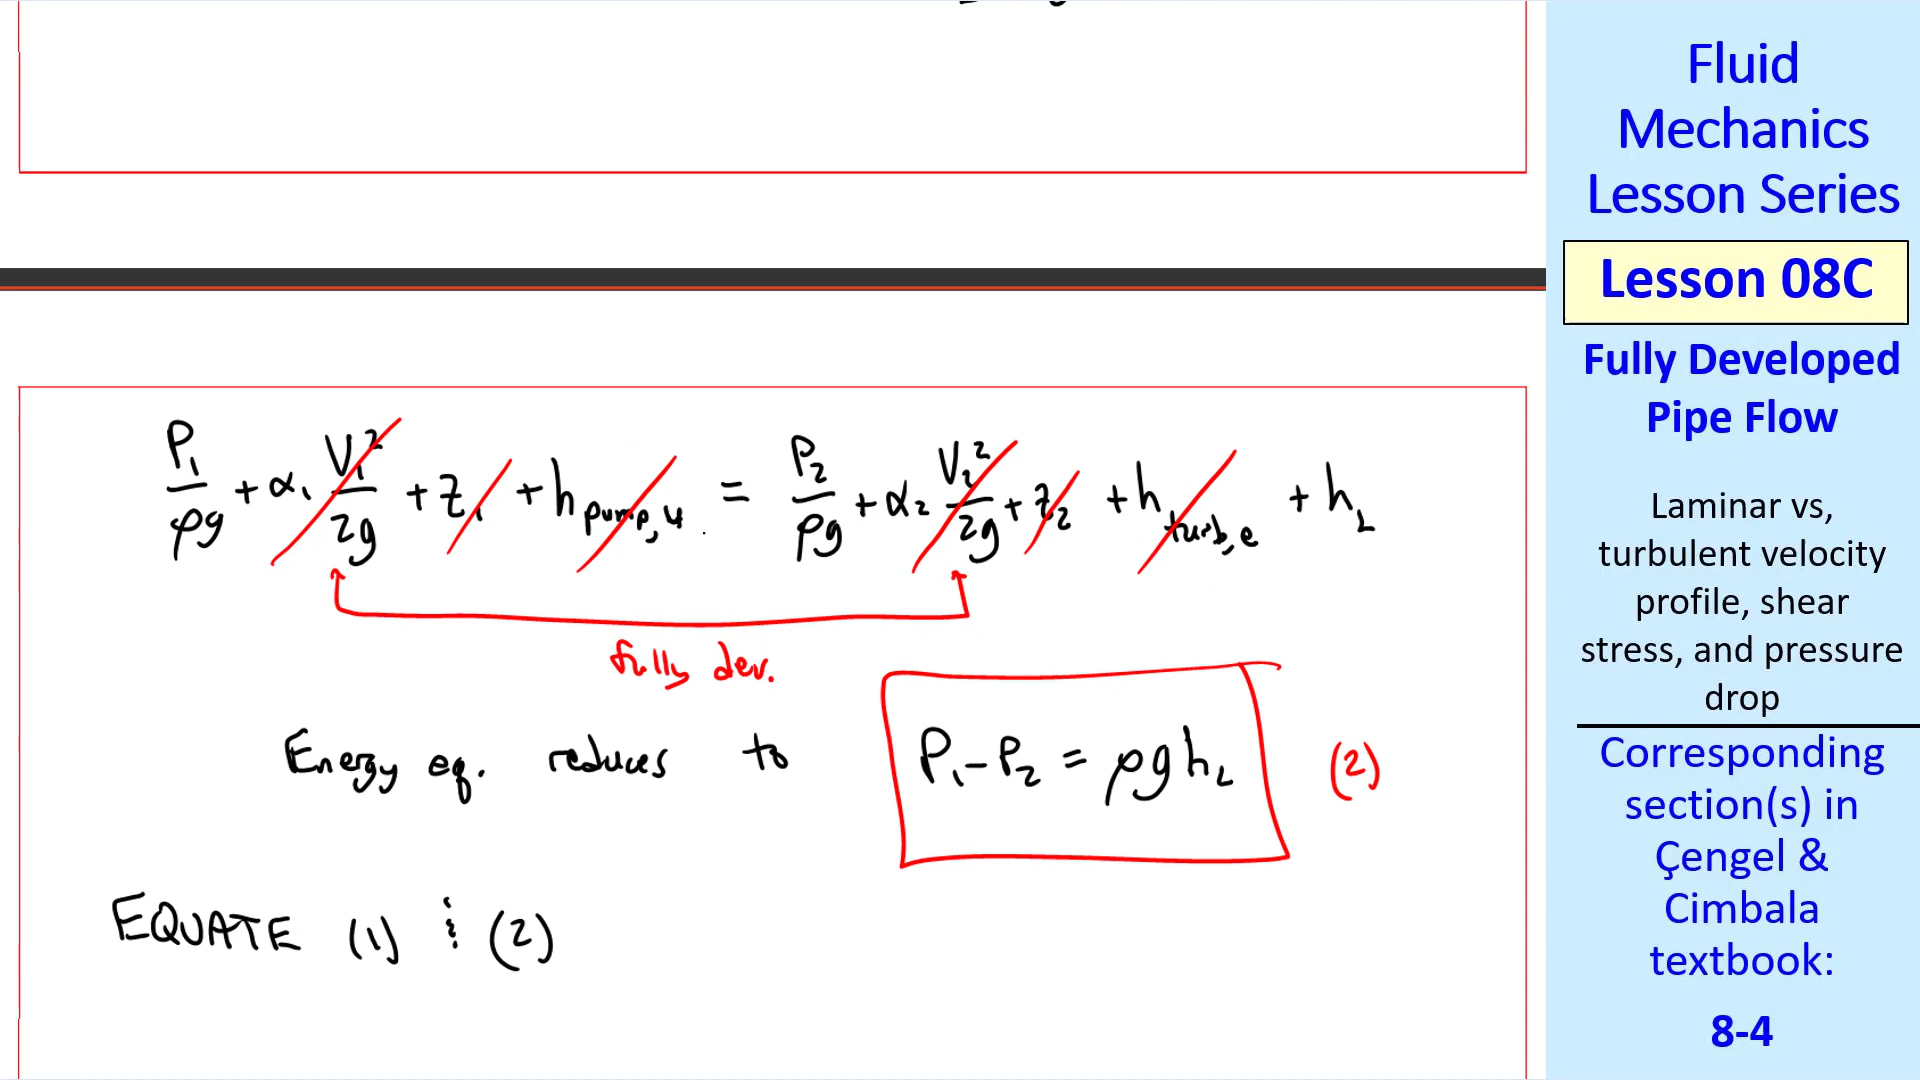 P₁/ρg + α₁ V₁²/2g + z₁ + h pump,u = P₂/ρg + α₂ V₂²/2g + z₂ + h turb,e + h_L
fully dev.
Energy eq. reduces to P₁ - P₂ = ρg h_L (2)
EQUATE (1) & (2)
Fluid
Mechanics
Lesson Series
Lesson 08C
Fully Developed
Pipe Flow
Laminar vs,
turbulent velocity
profile, shear
stress, and pressure
drop
Corresponding
section(s) in
Çengel &
Cimbala
textbook:
8-4